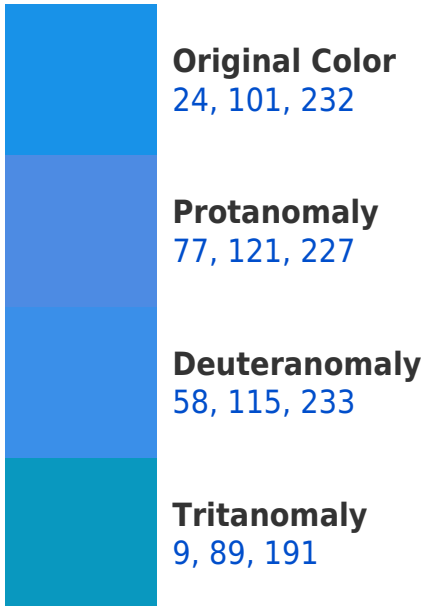 Original Color
24, 101, 232
Protanomaly
77, 121, 227
Deuteranomaly
58, 115, 233
Tritanomaly
9, 89, 191